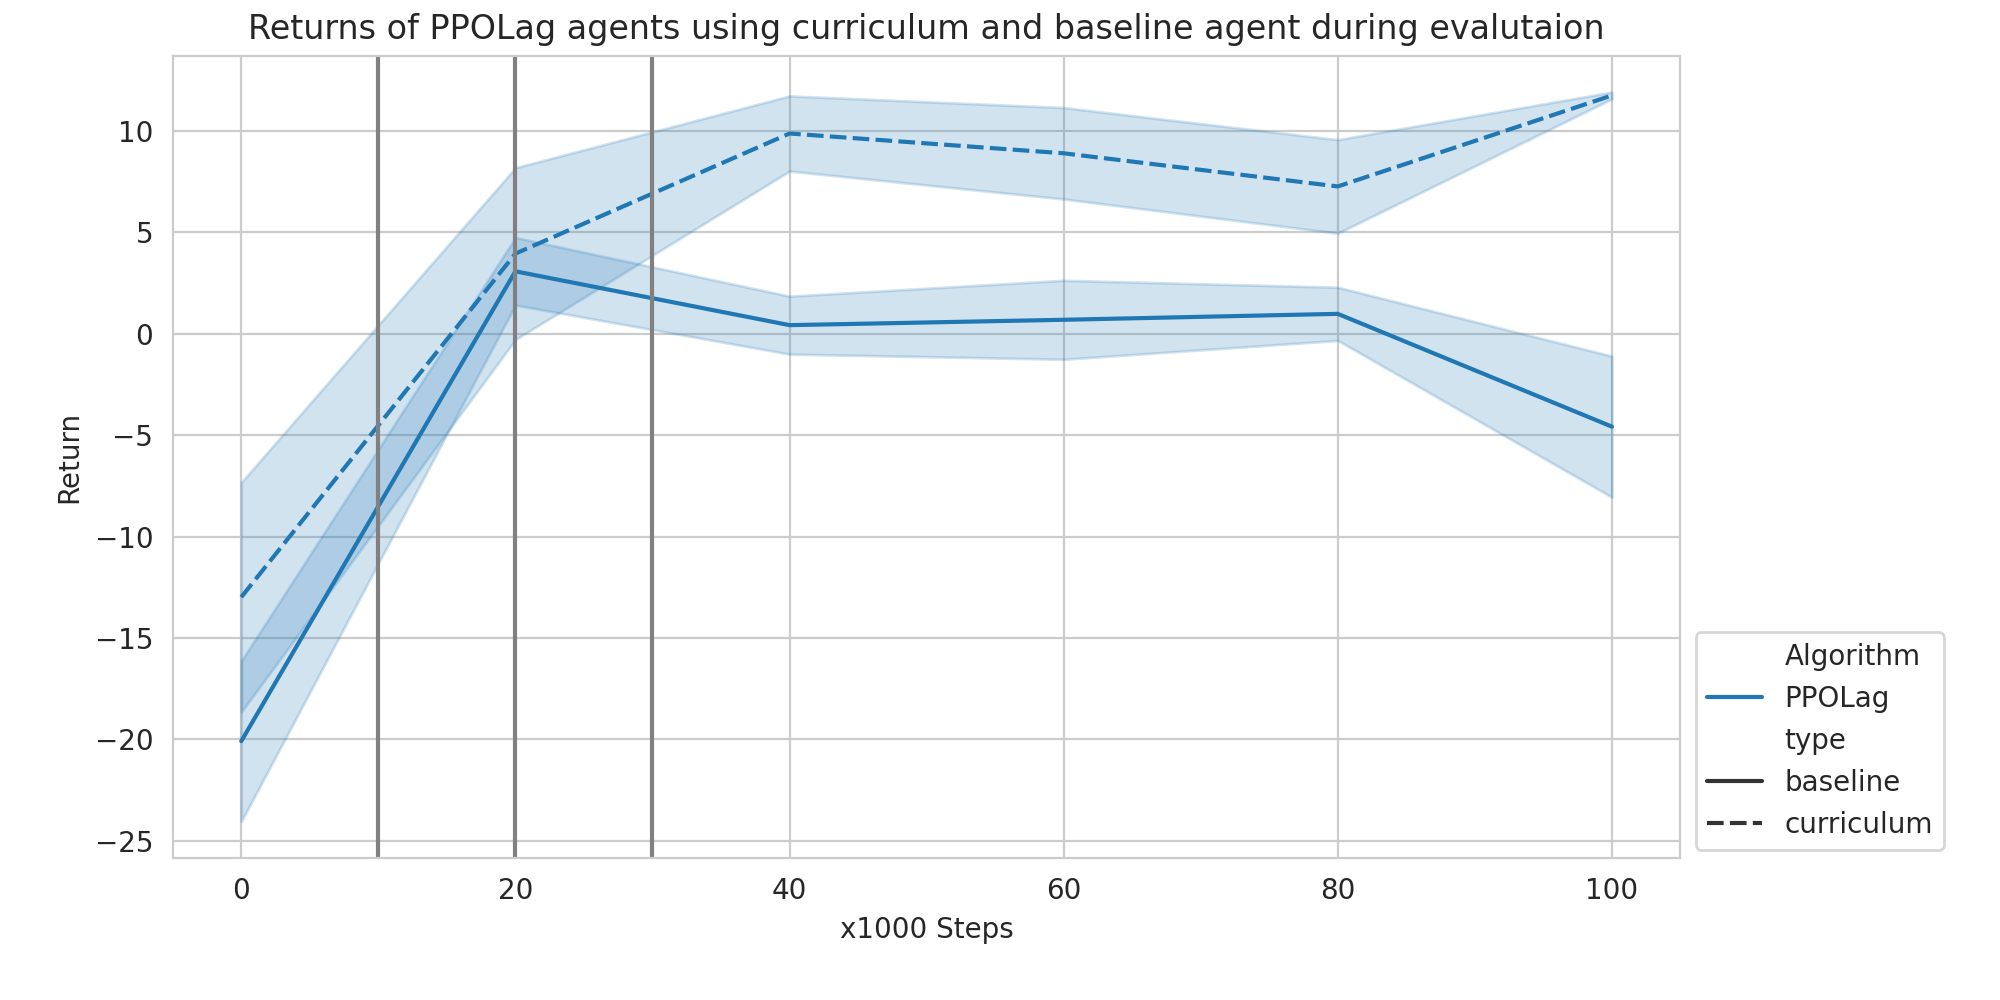 Returns of PPOLag agents using curriculum and baseline agent during evalutaion
10
5
0
−5
−10
−15
−20
−25
Return
0 20 40 60 80 100
x1000 Steps
Algorithm
PPOLag
type
baseline
curriculum